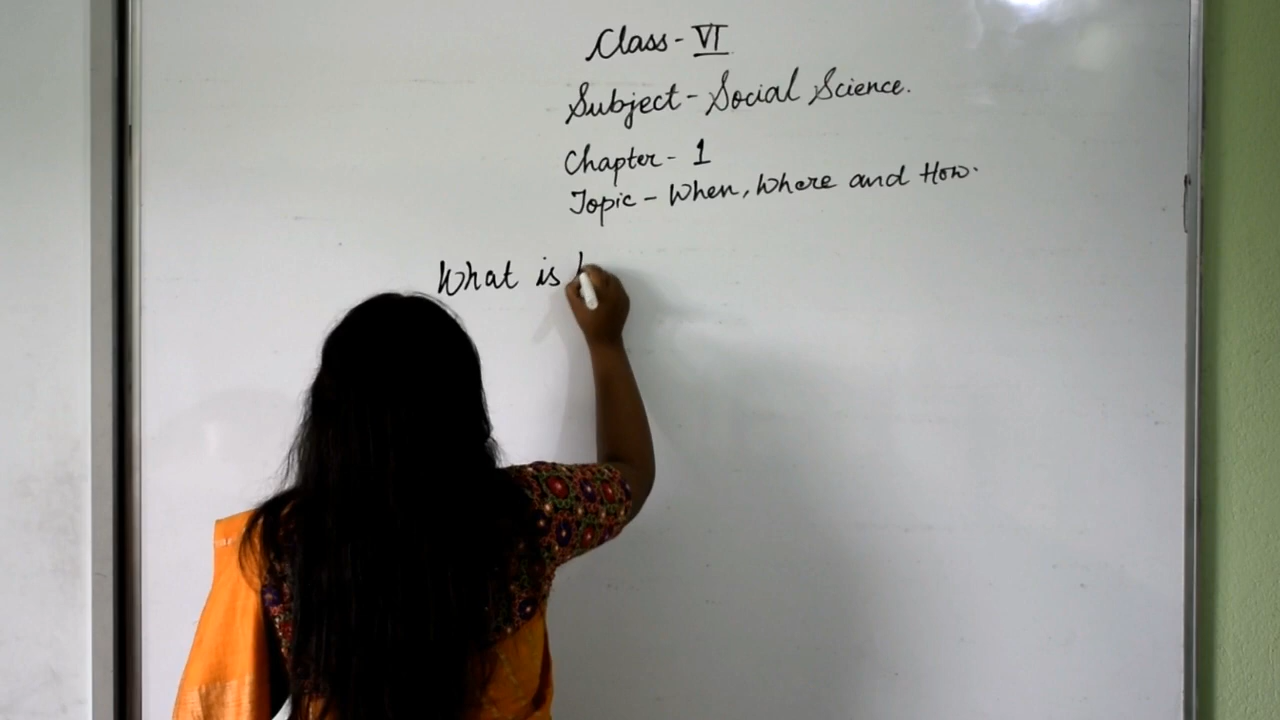 Class - VI
Subject - Social Science.
Chapter - 1
Topic - When, Where and How.
What is